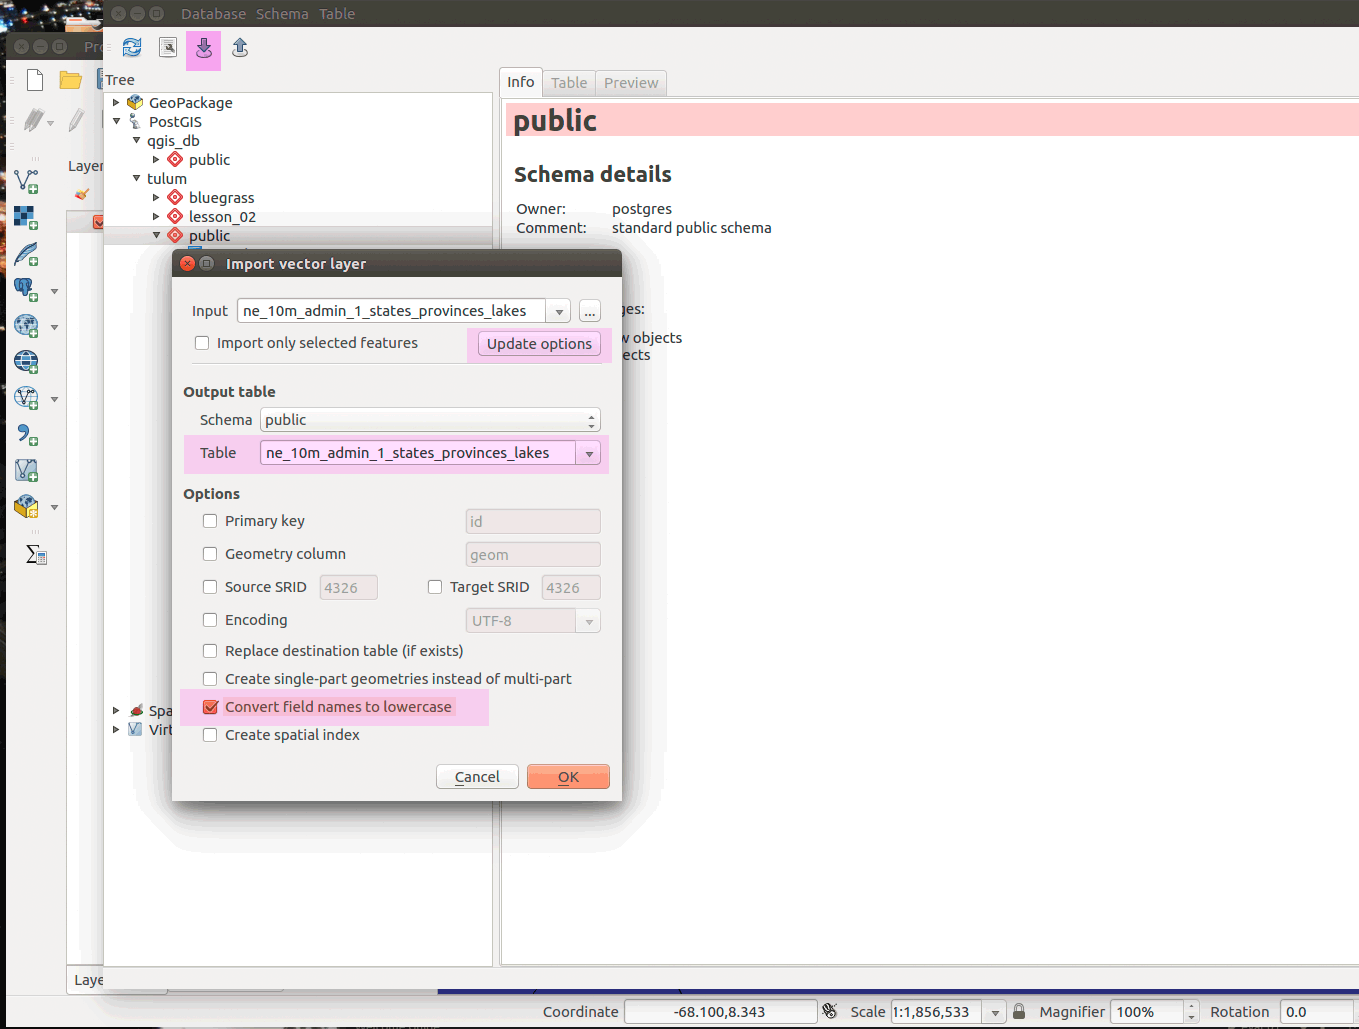 Database Schema Table
Pro
Tree
Info Table Preview
GeoPackage
PostGIS
qgis_db
public
tulum
bluegrass
lesson_02
public
Layer
public
Schema details
Owner: postgres
Comment: standard public schema
ges:
w objects
ects
Import vector layer
Input ne_10m_admin_1_states_provinces_lakes ...
Import only selected features Update options
Output table
Schema public
Table ne_10m_admin_1_states_provinces_lakes
Options
Primary key id
Geometry column geom
Source SRID 4326 Target SRID 4326
Encoding UTF-8
Replace destination table (if exists)
Create single-part geometries instead of multi-part
Convert field names to lowercase
Create spatial index
Cancel OK
Spa
Virt
Laye
Coordinate -68.100,8.343 Scale 1:1,856,533 Magnifier 100% Rotation 0.0